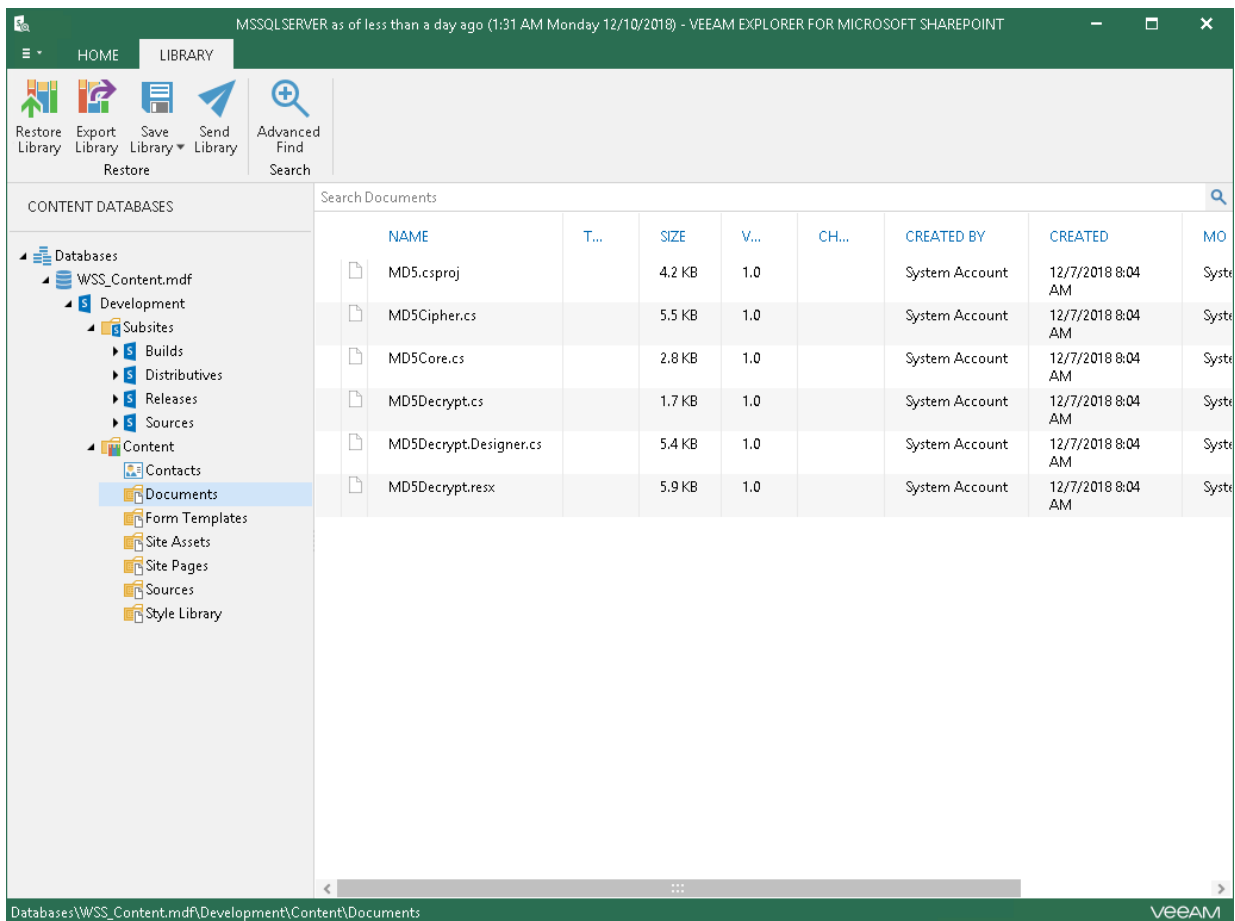 MSSQLSERVER as of less than a day ago (1:31 AM Monday 12/10/2018) - VEEAM EXPLORER FOR MICROSOFT SHAREPOINT
HOME LIBRARY
Restore Library
Export Library
Save Library
Send Library
Advanced Find
Restore
Search
CONTENT DATABASES
Databases
WSS_Content.mdf
Development
Subsites
Builds
Distributives
Releases
Sources
Content
Contacts
Documents
Form Templates
Site Assets
Site Pages
Sources
Style Library
Search Documents
NAME T... SIZE V... CH... CREATED BY CREATED MO
MD5.csproj 4.2 KB 1.0 System Account 12/7/2018 8:04 AM Syste
MD5Cipher.cs 5.5 KB 1.0 System Account 12/7/2018 8:04 AM Syste
MD5Core.cs 2.8 KB 1.0 System Account 12/7/2018 8:04 AM Syste
MD5Decrypt.cs 1.7 KB 1.0 System Account 12/7/2018 8:04 AM Syste
MD5Decrypt.Designer.cs 5.4 KB 1.0 System Account 12/7/2018 8:04 AM Syste
MD5Decrypt.resx 5.9 KB 1.0 System Account 12/7/2018 8:04 AM Syste
Databases\WSS_Content.mdf\Development\Content\Documents
VEEAM